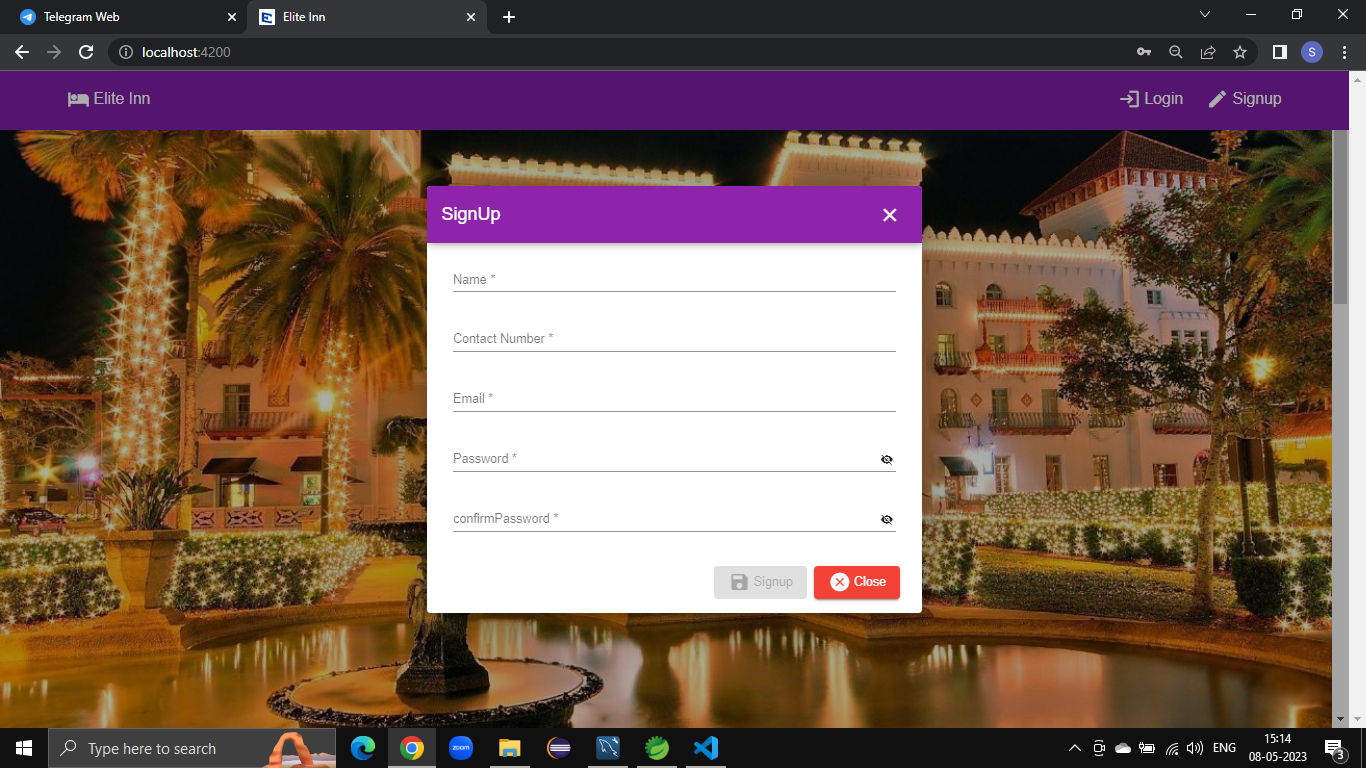 Telegram Web
Elite Inn
localhost:4200
S
Elite Inn
Login
Signup
SignUp
Name *
Contact Number *
Email *
Password *
confirmPassword *
Signup
Close
Type here to search
zoom
ENG
15:14
08-05-2023
3